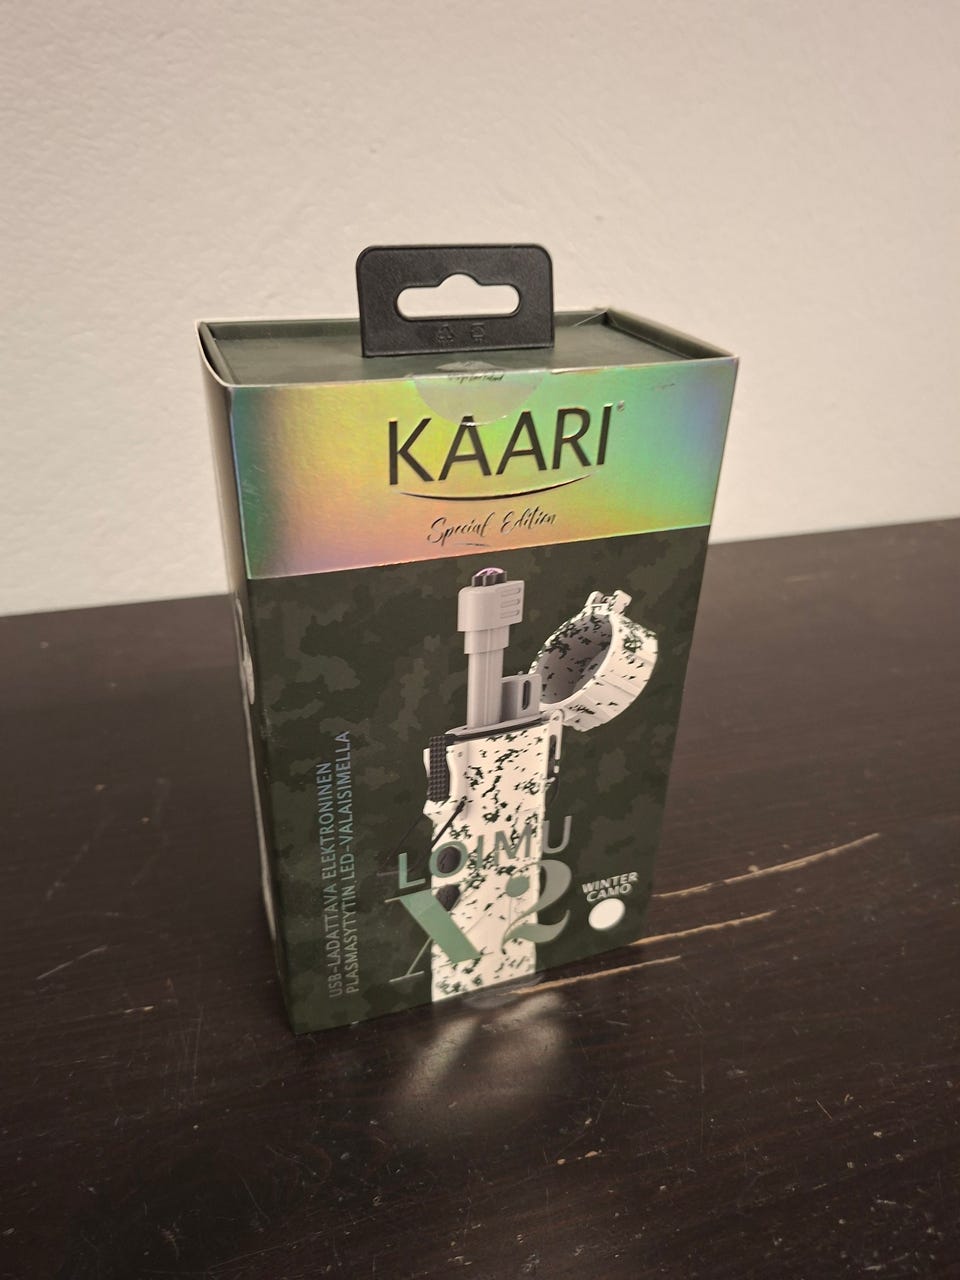 KAARI
Special Edition
USB-LADATTAVA ELEKTRONINEN
PLASMASYTYTIN LED-VALAISIMELLA
LOIMU
X2
WINTER
CAMO